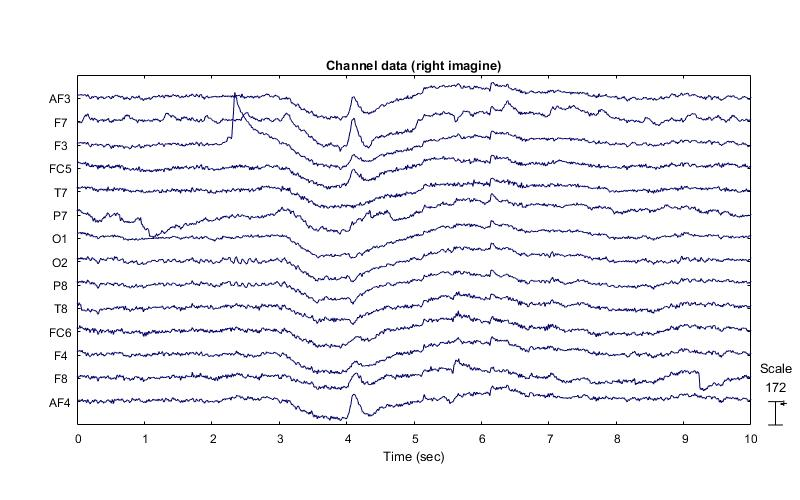 Channel data (right imagine)
AF3
F7
F3
FC5
T7
P7
O1
O2
P8
T8
FC6
F4
F8
AF4
Scale
172
0 1 2 3 4 5 6 7 8 9 10
Time (sec)